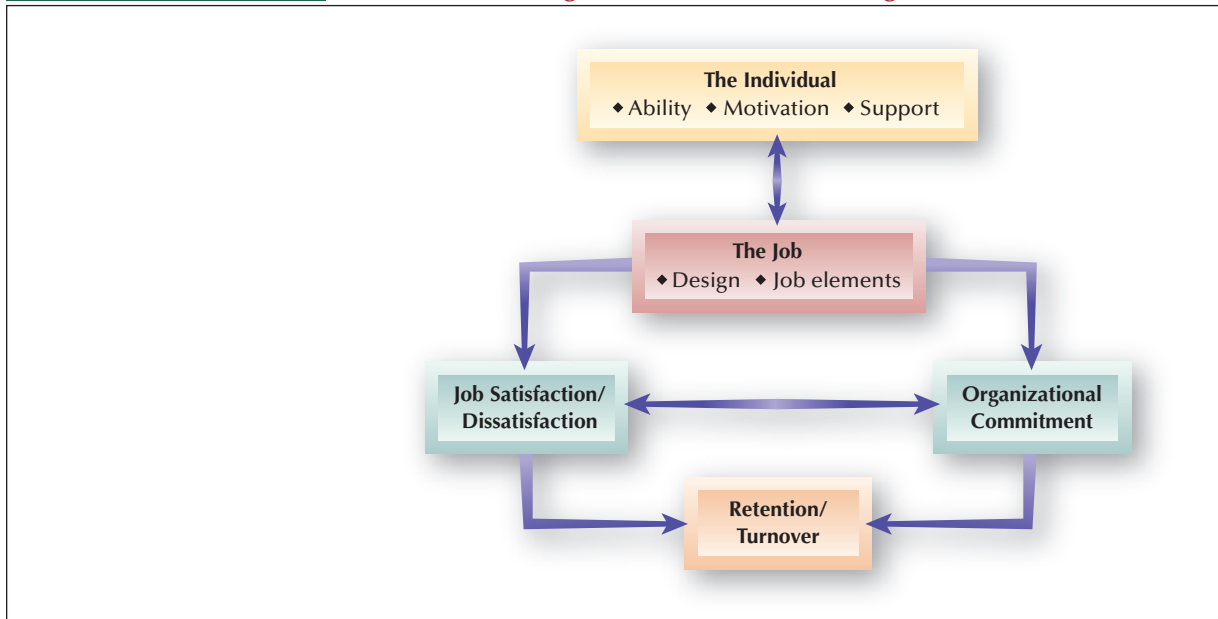 The Individual
◆ Ability ◆ Motivation ◆ Support
The Job
◆ Design ◆ Job elements
Job Satisfaction/
Dissatisfaction
Organizational
Commitment
Retention/
Turnover